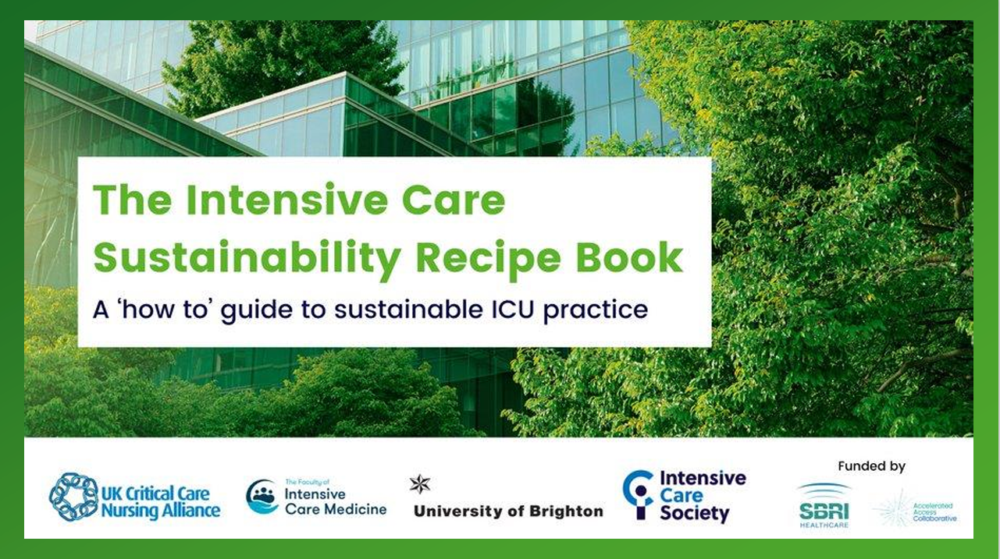 The Intensive Care
Sustainability Recipe Book
A ‘how to’ guide to sustainable ICU practice
UK Critical Care
Nursing Alliance
The Faculty of
Intensive
Care Medicine
University of Brighton
Intensive
Care
Society
Funded by
SBRI
HEALTHCARE
Accelerated
Access
Collaborative